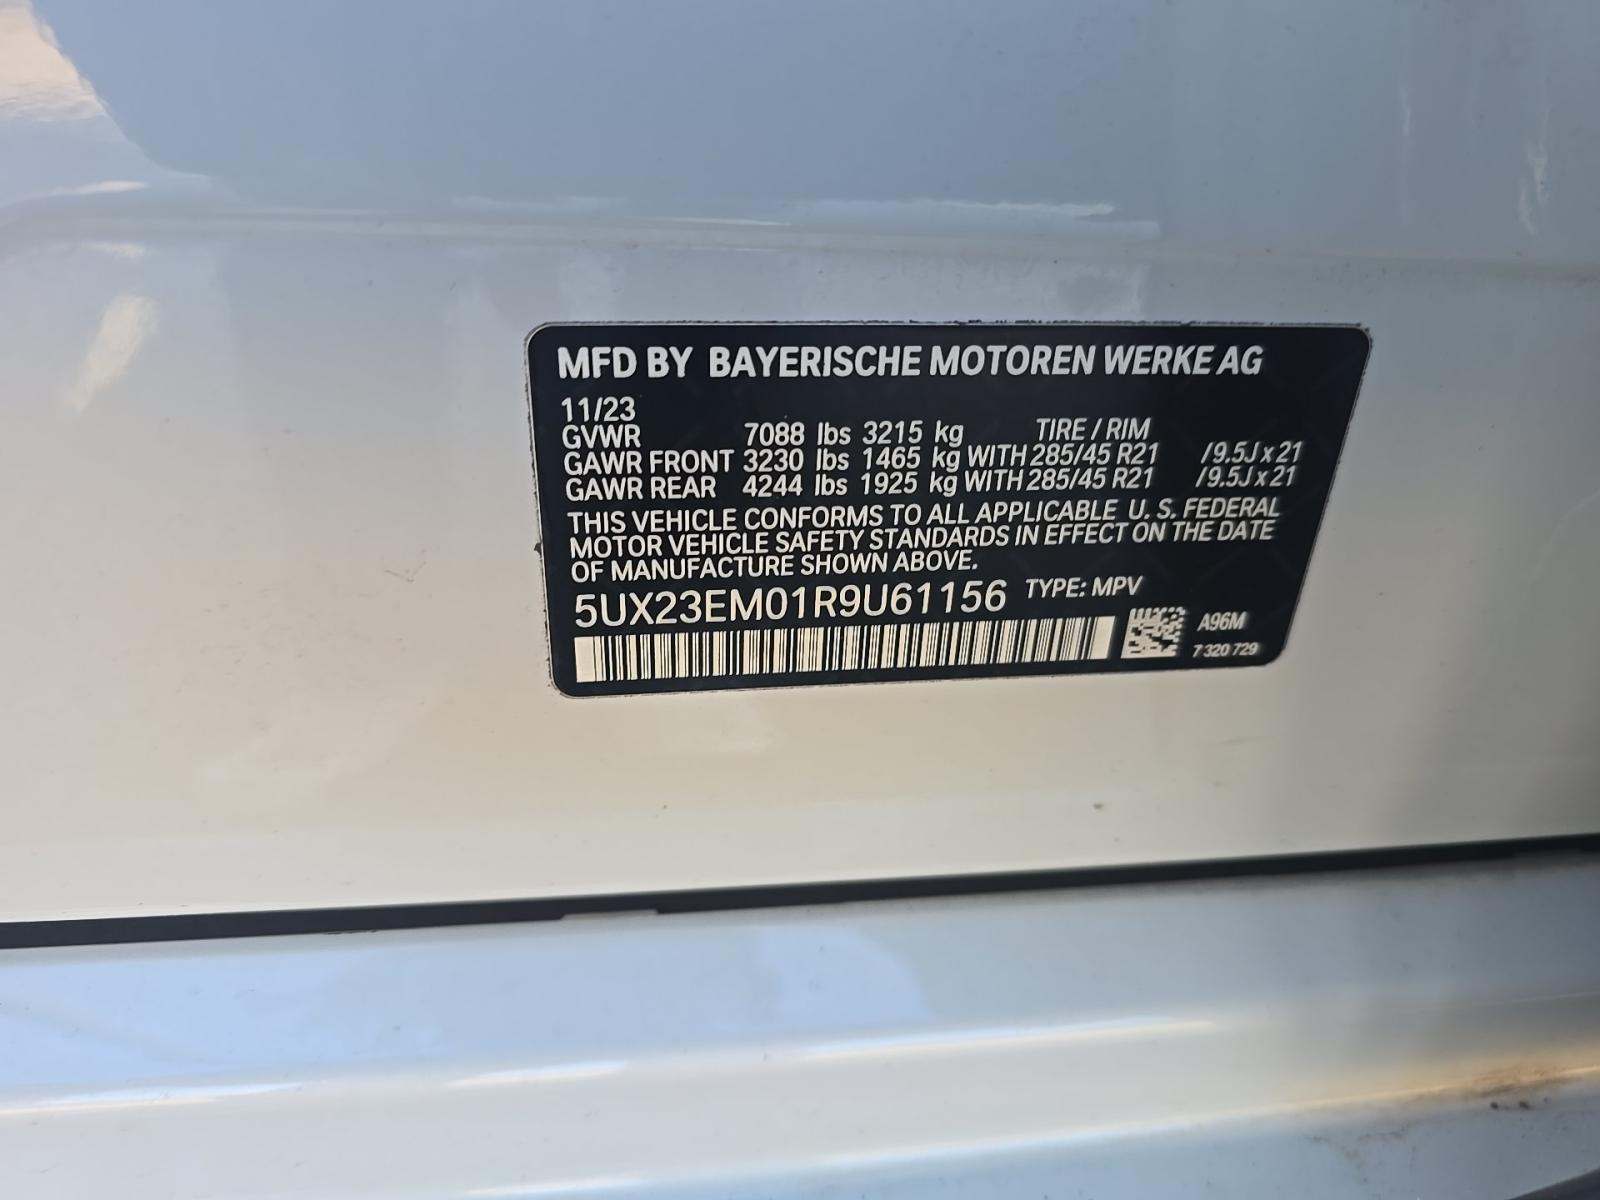 MFD BY BAYERISCHE MOTOREN WERKE AG
11/23
GVWR 7088 lbs 3215 kg TIRE / RIM
GAWR FRONT 3230 lbs 1465 kg WITH 285/45 R21 /9.5J x 21
GAWR REAR 4244 lbs 1925 kg WITH 285/45 R21 /9.5J x 21
THIS VEHICLE CONFORMS TO ALL APPLICABLE U. S. FEDERAL
MOTOR VEHICLE SAFETY STANDARDS IN EFFECT ON THE DATE
OF MANUFACTURE SHOWN ABOVE.
5UX23EM01R9U61156 TYPE: MPV
A96M
7 320 729